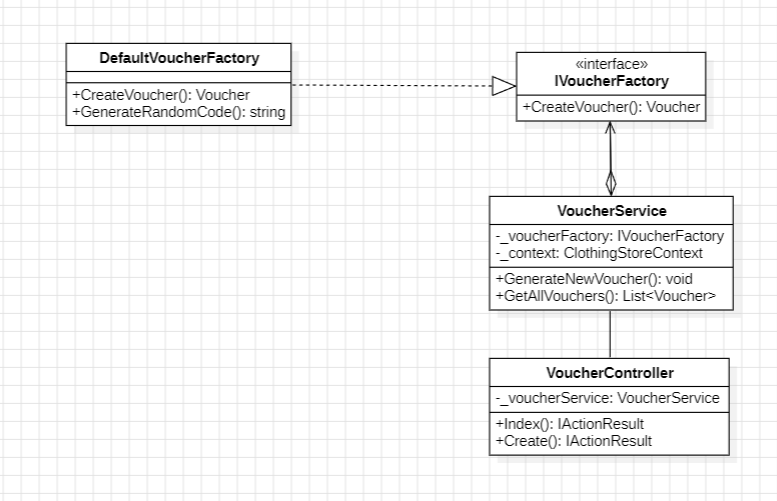 DefaultVoucherFactory
+CreateVoucher(): Voucher
+GenerateRandomCode(): string
«interface»
IVoucherFactory
+CreateVoucher(): Voucher
VoucherService
-_voucherFactory: IVoucherFactory
-_context: ClothingStoreContext
+GenerateNewVoucher(): void
+GetAllVouchers(): List<Voucher>
VoucherController
-_voucherService: VoucherService
+Index(): IActionResult
+Create(): IActionResult